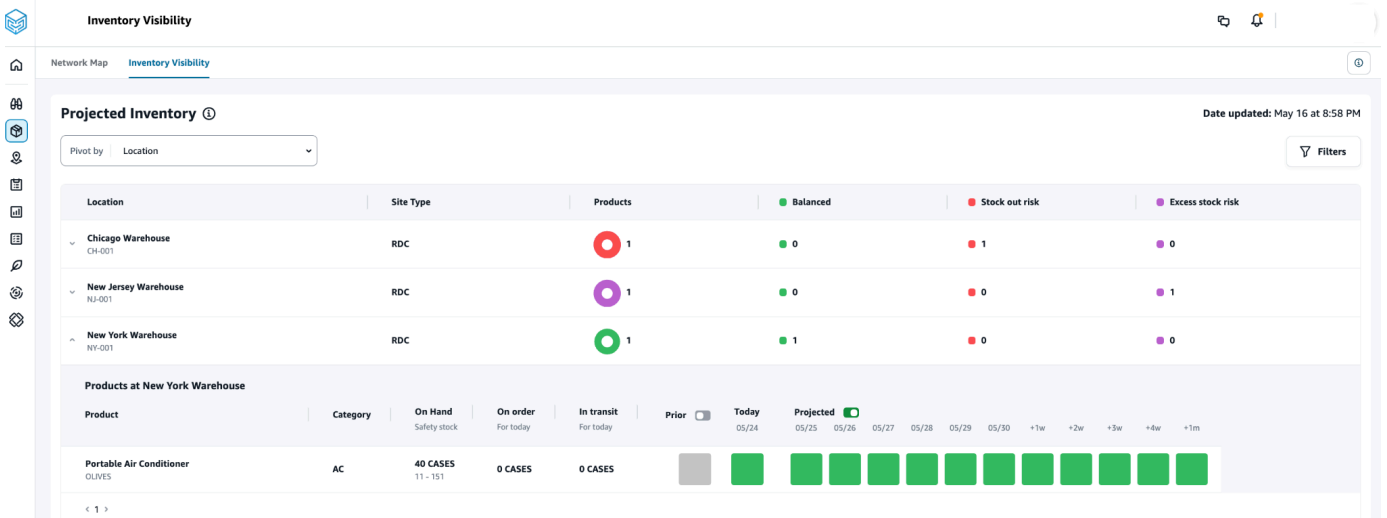 Inventory Visibility
Network Map Inventory Visibility
Projected Inventory
Date updated: May 16 at 8:58 PM
Pivot by Location
Filters
Location Site Type Products Balanced Stock out risk Excess stock risk
Chicago Warehouse RDC 1 0 1 0
CH-001
New Jersey Warehouse RDC 1 0 0 1
NJ-001
New York Warehouse RDC 1 1 0 0
NY-001
Products at New York Warehouse
Product Category On Hand On order In transit Prior Today Projected
Safety stock For today For today 05/24 05/25 05/26 05/27 05/28 05/29 05/30 +1w +2w +3w +4w +1m
Portable Air Conditioner AC 40 CASES 0 CASES 0 CASES
OLIVES 11 – 151
< 1 >